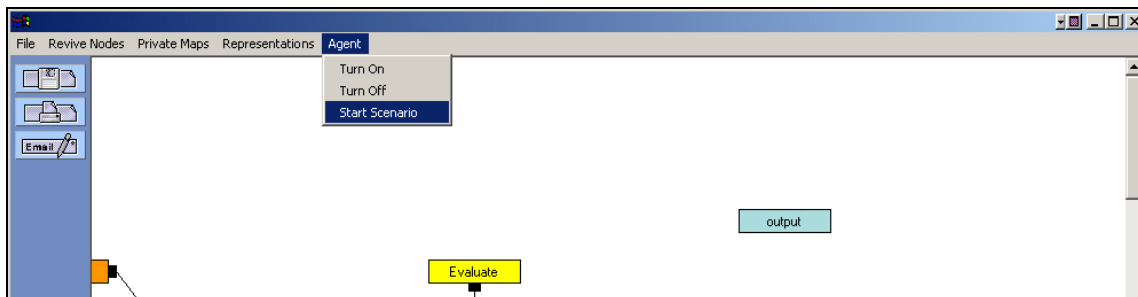 File Revive Nodes Private Maps Representations Agent
Turn On
Turn Off
Start Scenario
Email
output
Evaluate